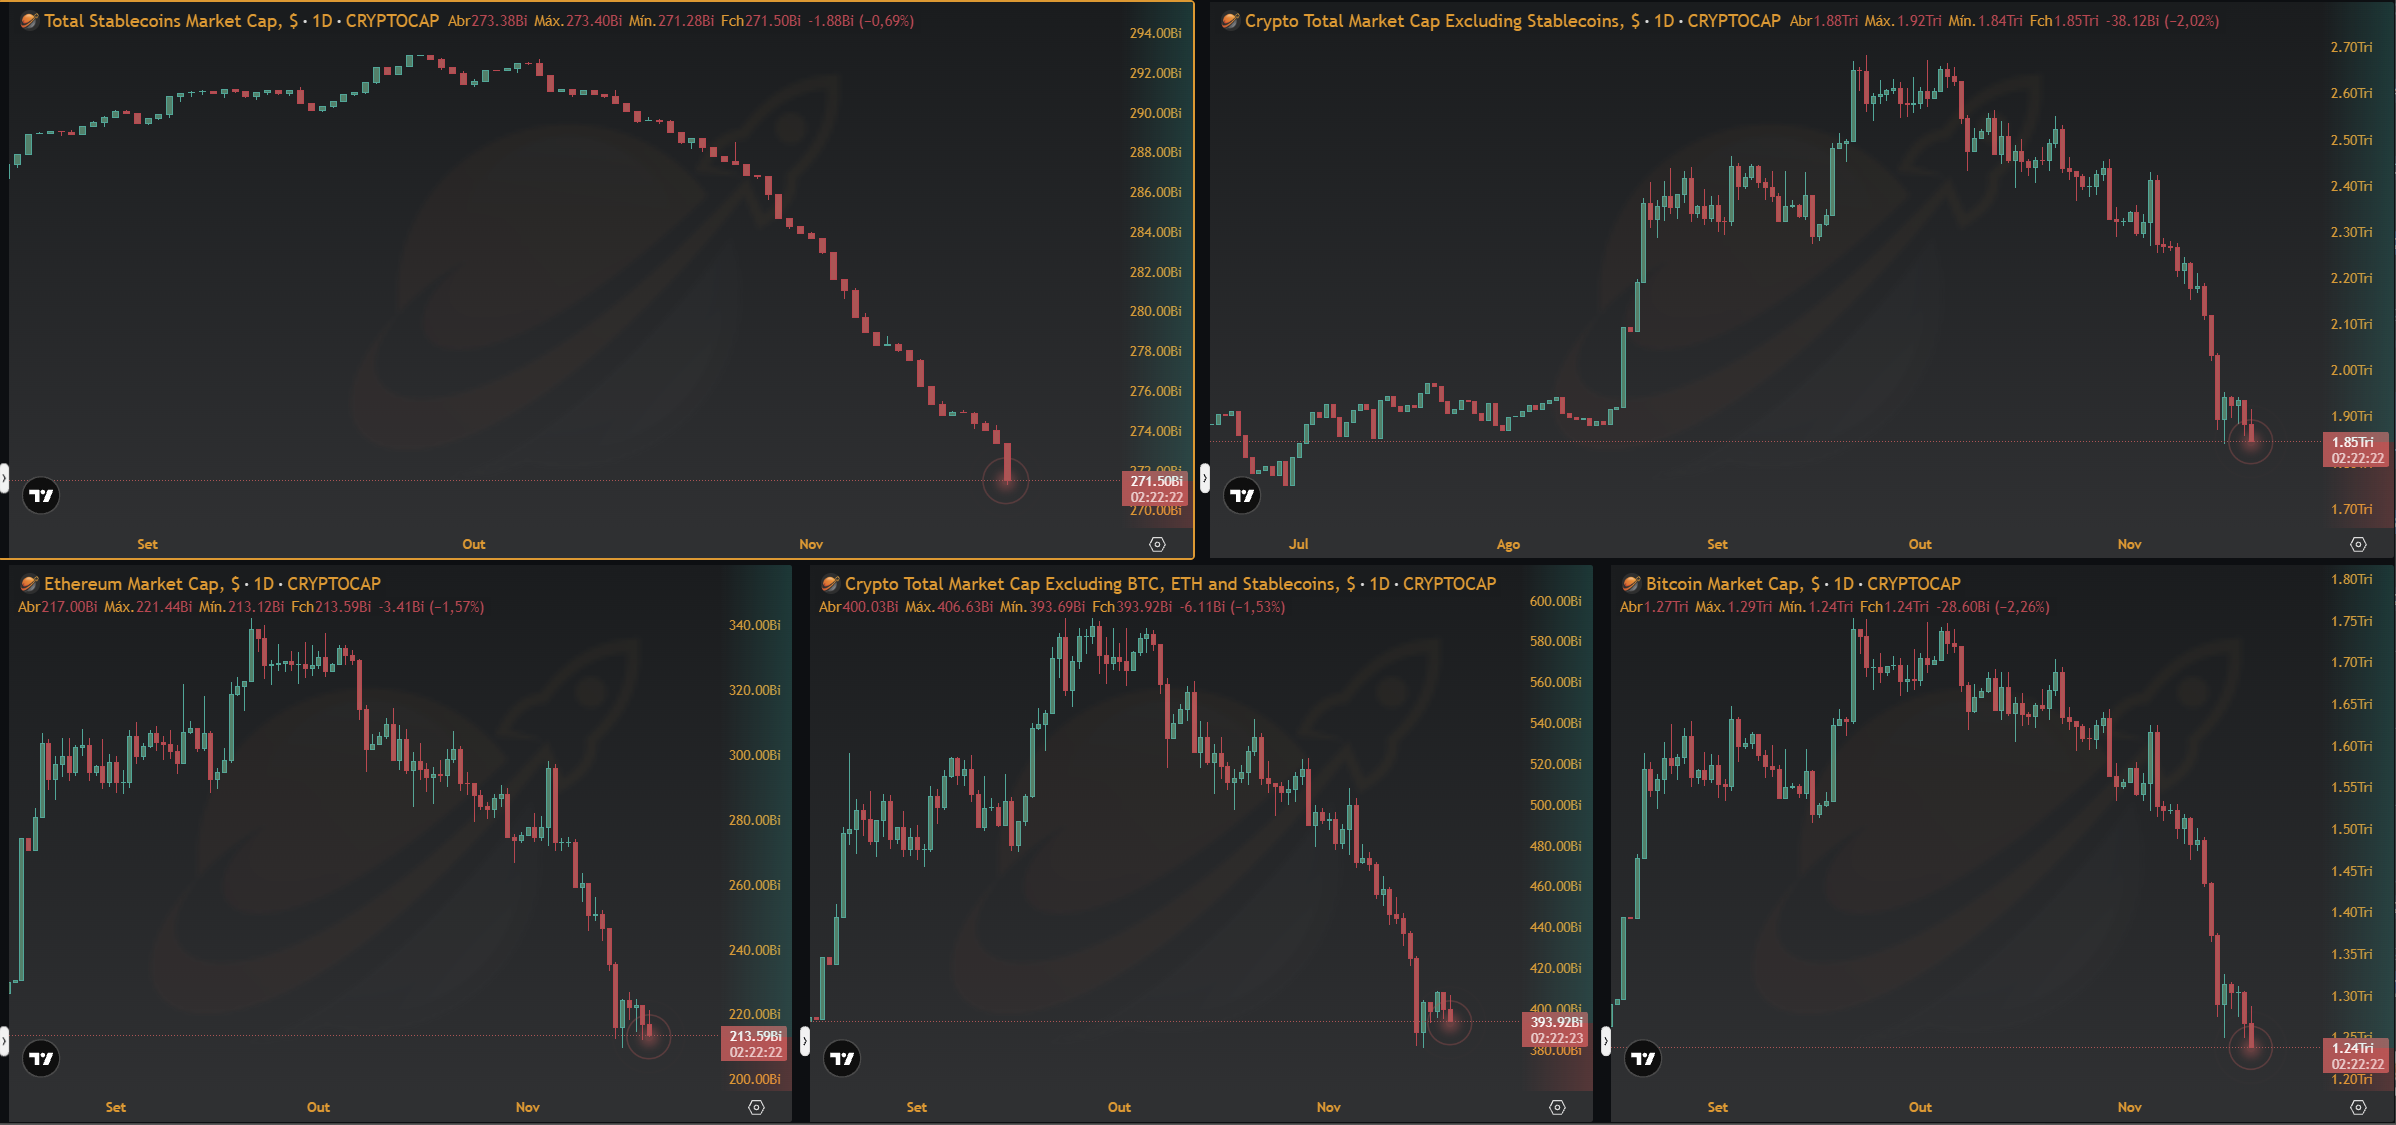 Total Stablecoins Market Cap, $ · 1D · CRYPTOCAP Abr273.38Bi Máx.273.40Bi Mín.271.28Bi Fch271.50Bi -1.88Bi (−0,69%)
294.00Bi
292.00Bi
290.00Bi
288.00Bi
286.00Bi
284.00Bi
282.00Bi
280.00Bi
278.00Bi
276.00Bi
274.00Bi
272.00Bi
271.50Bi
02:22:22
270.00Bi
Set Out Nov
Crypto Total Market Cap Excluding Stablecoins, $ · 1D · CRYPTOCAP Abr1.88Tri Máx.1.92Tri Mín.1.84Tri Fch1.85Tri -38.12Bi (−2,02%)
2.70Tri
2.60Tri
2.50Tri
2.40Tri
2.30Tri
2.20Tri
2.10Tri
2.00Tri
1.90Tri
1.85Tri
02:22:22
1.70Tri
Jul Ago Set Out Nov
Ethereum Market Cap, $ · 1D · CRYPTOCAP
Abr217.00Bi Máx.221.44Bi Mín.213.12Bi Fch213.59Bi -3.41Bi (−1,57%)
340.00Bi
320.00Bi
300.00Bi
280.00Bi
260.00Bi
240.00Bi
220.00Bi
213.59Bi
02:22:22
200.00Bi
Set Out Nov
Crypto Total Market Cap Excluding BTC, ETH and Stablecoins, $ · 1D · CRYPTOCAP
Abr400.03Bi Máx.406.63Bi Mín.393.69Bi Fch393.92Bi -6.11Bi (−1,53%)
600.00Bi
580.00Bi
560.00Bi
540.00Bi
520.00Bi
500.00Bi
480.00Bi
460.00Bi
440.00Bi
420.00Bi
400.00Bi
393.92Bi
02:22:23
380.00Bi
Set Out Nov
Bitcoin Market Cap, $ · 1D · CRYPTOCAP
Abr1.27Tri Máx.1.29Tri Mín.1.24Tri Fch1.24Tri -28.60Bi (−2,26%)
1.80Tri
1.75Tri
1.70Tri
1.65Tri
1.60Tri
1.55Tri
1.50Tri
1.45Tri
1.40Tri
1.35Tri
1.30Tri
1.25Tri
1.24Tri
02:22:22
1.20Tri
Set Out Nov